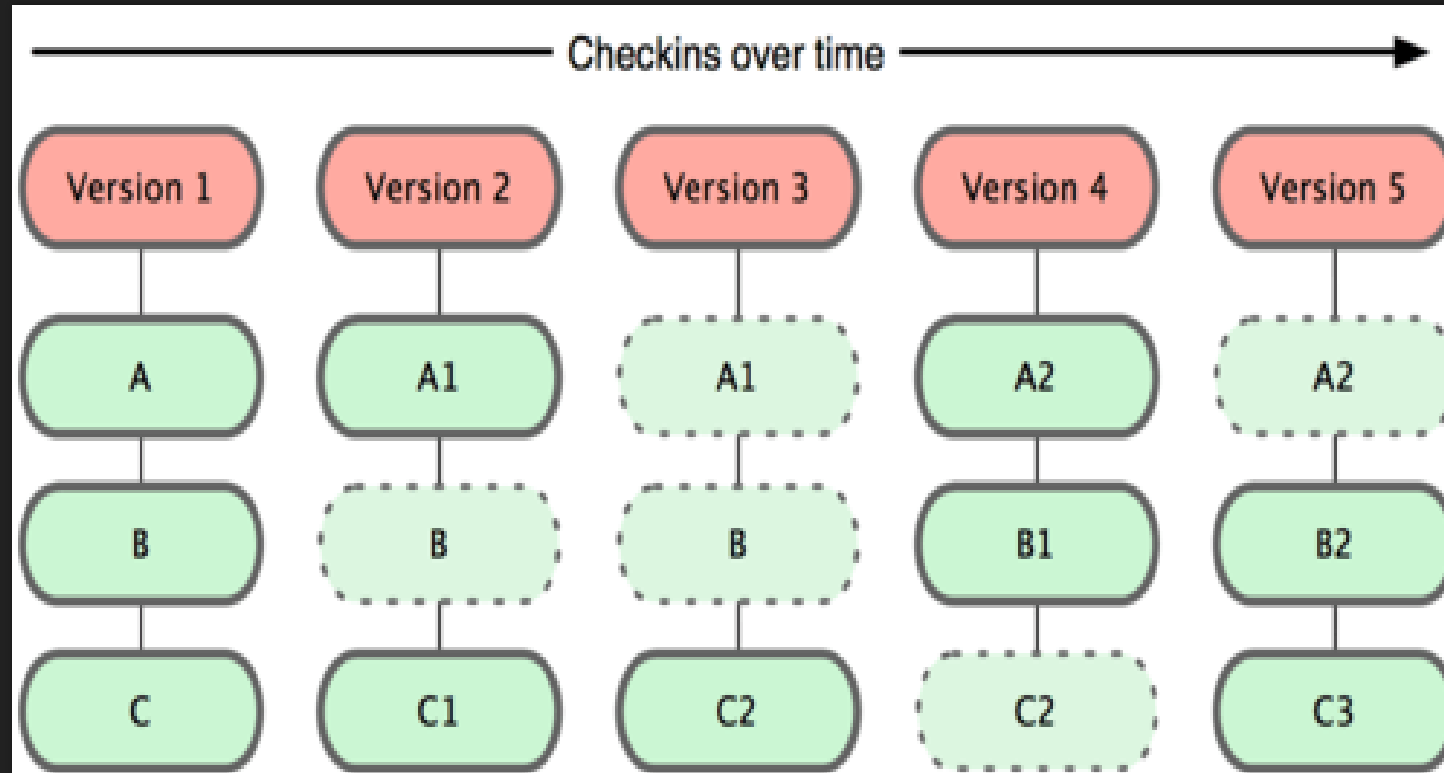 Checkins over time
Version 1 Version 2 Version 3 Version 4 Version 5
A A1 A1 A2 A2
B B B B1 B2
C C1 C2 C2 C3